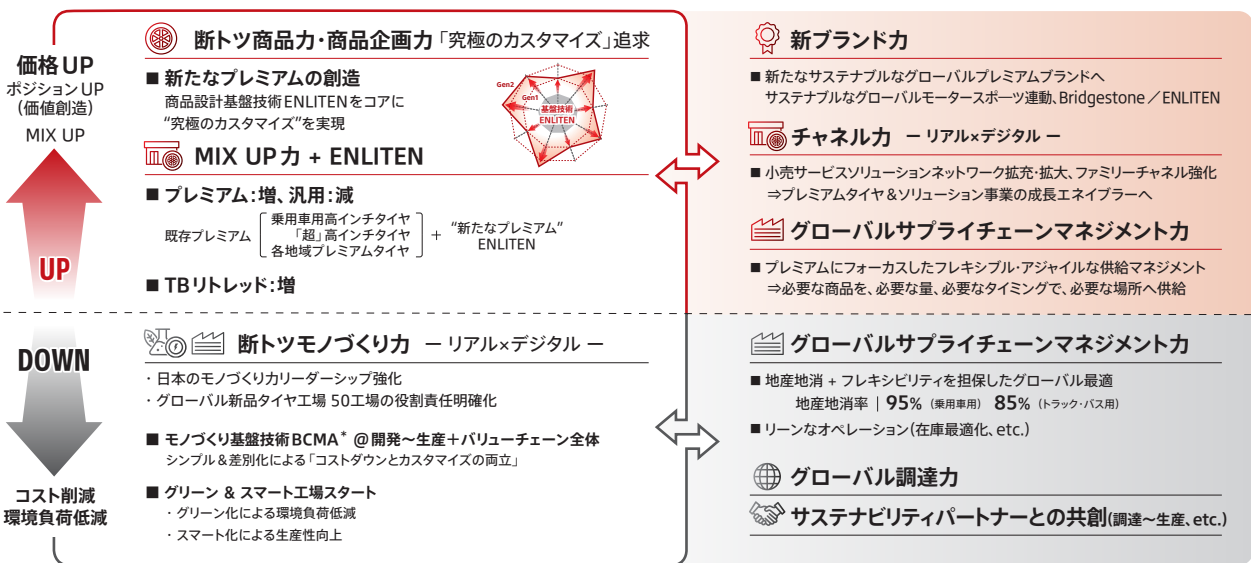 価格UP
ポジションUP
(価値創造)
MIX UP
UP
断トツ商品力・商品企画力「究極のカスタマイズ」追求
■ 新たなプレミアムの創造
商品設計基盤技術ENLITENをコアに
“究極のカスタマイズ”を実現
Gen2
Gen1
基盤技術
ENLITEN
MIX UP力 + ENLITEN
■ プレミアム:増、汎用:減
既存プレミアム
乗用車用高インチタイヤ
「超」高インチタイヤ
各地域プレミアムタイヤ
+
“新たなプレミアム”
ENLITEN
■ TBリトレッド:増
新ブランド力
■ 新たなサステナブルなグローバルプレミアムブランドへ
サステナブルなグローバルモータースポーツ連動、Bridgestone／ENLITEN
チャネル力 ー リアル×デジタル ー
■ 小売サービスソリューションネットワーク拡充・拡大、ファミリーチャネル強化
⇒プレミアムタイヤ＆ソリューション事業の成長エネイブラーへ
グローバルサプライチェーンマネジメント力
■ プレミアムにフォーカスしたフレキシブル・アジャイルな供給マネジメント
⇒必要な商品を、必要な量、必要なタイミングで、必要な場所へ供給
DOWN
コスト削減
環境負荷低減
断トツモノづくり力 ー リアル×デジタル ー
・日本のモノづくり力リーダーシップ強化
・グローバル新品タイヤ工場 50工場の役割責任明確化
■ モノづくり基盤技術BCMA* @開発〜生産＋バリューチェーン全体
シンプル＆差別化による「コストダウンとカスタマイズの両立」
■ グリーン & スマート工場スタート
・グリーン化による環境負荷低減
・スマート化による生産性向上
グローバルサプライチェーンマネジメント力
■ 地産地消 + フレキシビリティを担保したグローバル最適
地産地消率 | 95% (乗用車用) 85% (トラック・バス用)
■ リーンなオペレーション(在庫最適化、etc.)
グローバル調達力
サステナビリティパートナーとの共創(調達〜生産、etc.)